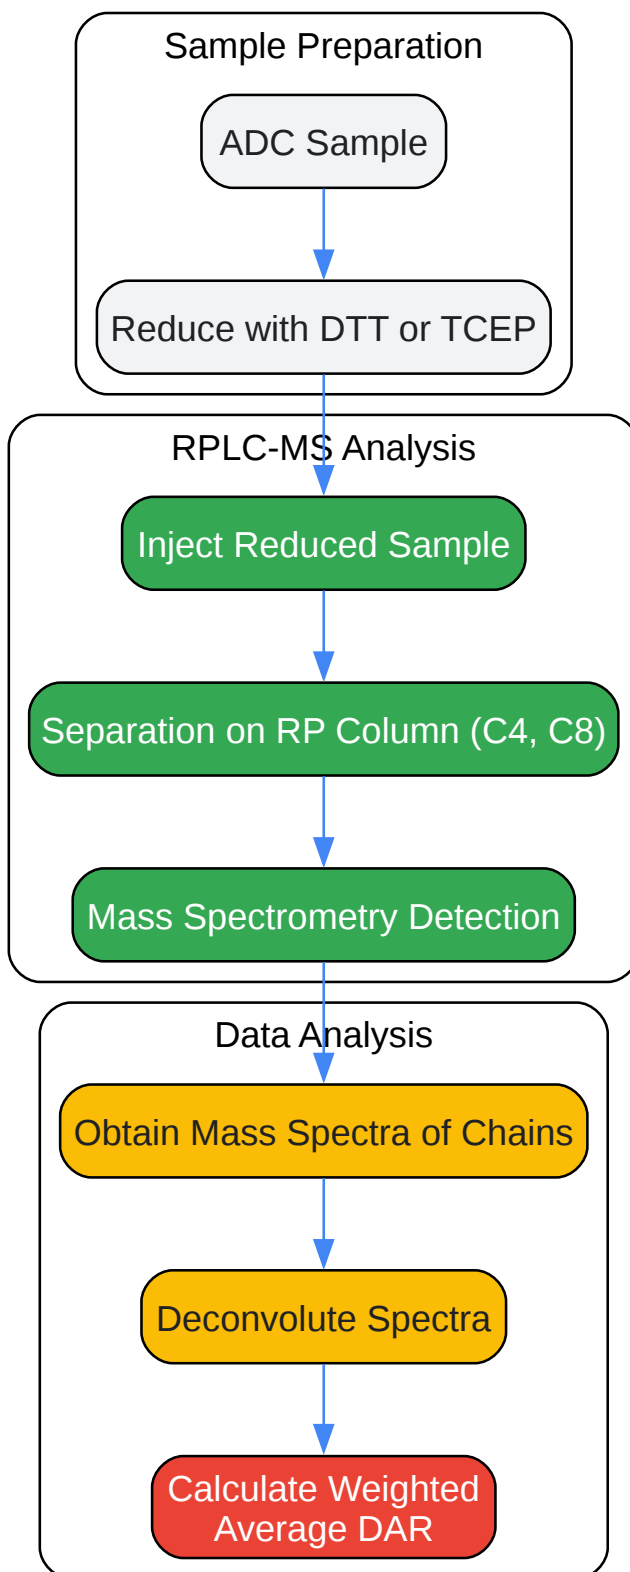 Sample Preparation
ADC Sample
Reduce with DTT or TCEP
RPLC-MS Analysis
Inject Reduced Sample
Separation on RP Column (C4, C8)
Mass Spectrometry Detection
Data Analysis
Obtain Mass Spectra of Chains
Deconvolute Spectra
Calculate Weighted
Average DAR